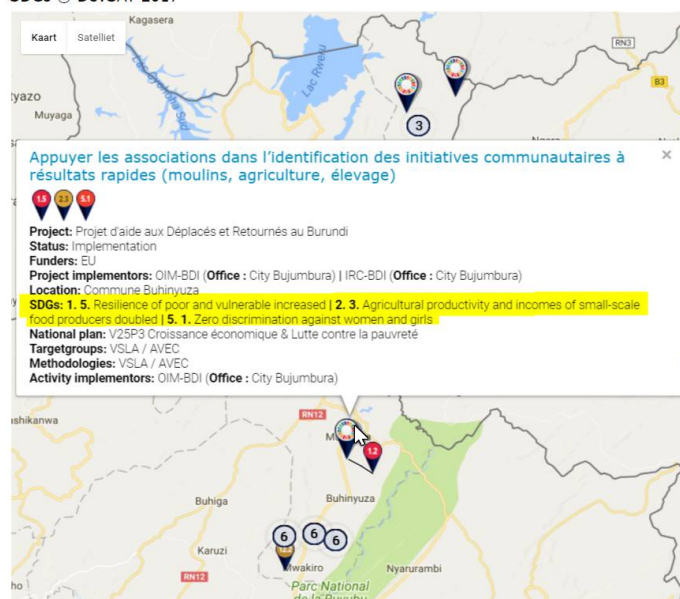 Kagasera
Kaart Satelliet
RN3
Lac Rweru
B3
tyazo
Muyaga
3
Appuyer les associations dans l'identification des initiatives communautaires à
résultats rapides (moulins, agriculture, élevage)
×
1.5 2.3 5.1
Project: Projet d'aide aux Déplacés et Retournés au Burundi
Status: Implementation
Funders: EU
Project implementors: OIM-BDI (Office : City Bujumbura) | IRC-BDI (Office : City Bujumbura)
Location: Commune Buhinyuza
SDGs: 1. 5. Resilience of poor and vulnerable increased | 2. 3. Agricultural productivity and incomes of small-scale
food producers doubled | 5. 1. Zero discrimination against women and girls
National plan: V25P3 Croissance économique & Lutte contre la pauvreté
Targetgroups: VSLA / AVEC
Methodologies: VSLA / AVEC
Activity implementors: OIM-BDI (Office : City Bujumbura)
shikanwa
RN12
1.2
Buhiga
Buhinyuza
6 6 6
Karuzi
Mwakiro
Nyarurambi
RN12
Parc National
de la Ruvubu